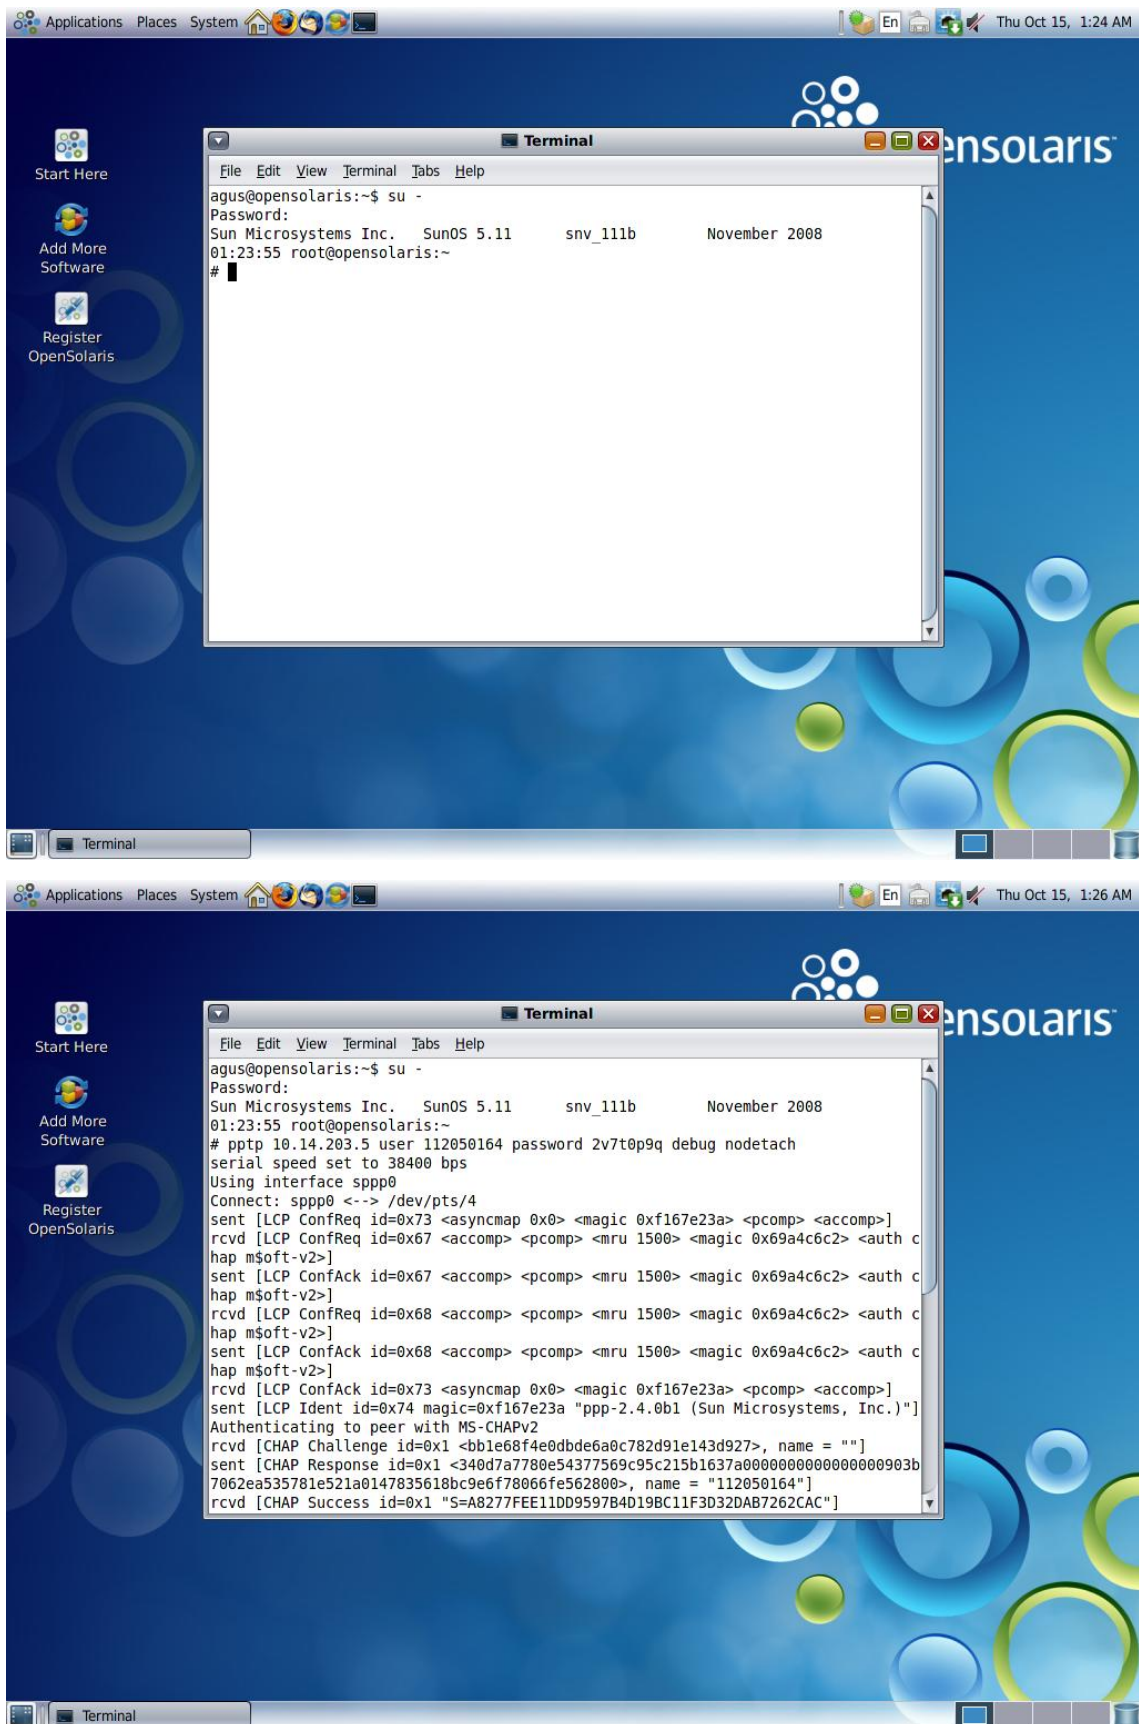 Applications Places System En Thu Oct 15, 1:24 AM
ensolaris
Start Here
Add More
Software
Register
OpenSolaris
Terminal
File Edit View Terminal Tabs Help
agus@opensolaris:~$ su -
Password:
Sun Microsystems Inc. SunOS 5.11 snv_111b November 2008
01:23:55 root@opensolaris:~
#
Terminal
Applications Places System En Thu Oct 15, 1:26 AM
ensolaris
Start Here
Add More
Software
Register
OpenSolaris
Terminal
File Edit View Terminal Tabs Help
agus@opensolaris:~$ su -
Password:
Sun Microsystems Inc. SunOS 5.11 snv_111b November 2008
01:23:55 root@opensolaris:~
# pptp 10.14.203.5 user 112050164 password 2v7t0p9q debug nodetach
serial speed set to 38400 bps
Using interface sppp0
Connect: sppp0 <--> /dev/pts/4
sent [LCP ConfReq id=0x73 <asyncmap 0x0> <magic 0xf167e23a> <pcomp> <accomp>]
rcvd [LCP ConfReq id=0x67 <accomp> <pcomp> <mru 1500> <magic 0x69a4c6c2> <auth c
hap m$oft-v2>]
sent [LCP ConfAck id=0x67 <accomp> <pcomp> <mru 1500> <magic 0x69a4c6c2> <auth c
hap m$oft-v2>]
rcvd [LCP ConfReq id=0x68 <accomp> <pcomp> <mru 1500> <magic 0x69a4c6c2> <auth c
hap m$oft-v2>]
sent [LCP ConfAck id=0x68 <accomp> <pcomp> <mru 1500> <magic 0x69a4c6c2> <auth c
hap m$oft-v2>]
rcvd [LCP ConfAck id=0x73 <asyncmap 0x0> <magic 0xf167e23a> <pcomp> <accomp>]
sent [LCP Ident id=0x74 magic=0xf167e23a "ppp-2.4.0b1 (Sun Microsystems, Inc.)"]
Authenticating to peer with MS-CHAPv2
rcvd [CHAP Challenge id=0x1 <bb1e68f4e0dbde6a0c782d91e143d927>, name = ""]
sent [CHAP Response id=0x1 <340d7a7780e54377569c95c215b1637a0000000000000000903b
7062ea535781e521a0147835618bc9e6f78066fe562800>, name = "112050164"]
rcvd [CHAP Success id=0x1 "S=A8277FEE11DD9597B4D19BC11F3D32DAB7262CAC"]
Terminal